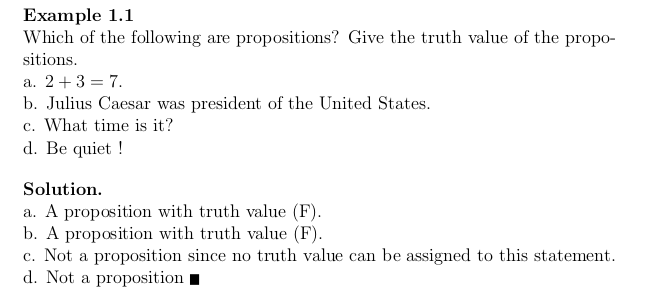 Example 1.1
Which of the following are propositions? Give the truth value of the propo-
sitions.
a. 2 + 3 = 7.
b. Julius Caesar was president of the United States.
c. What time is it?
d. Be quiet !
Solution.
a. A proposition with truth value (F).
b. A proposition with truth value (F).
c. Not a proposition since no truth value can be assigned to this statement.
d. Not a proposition ■